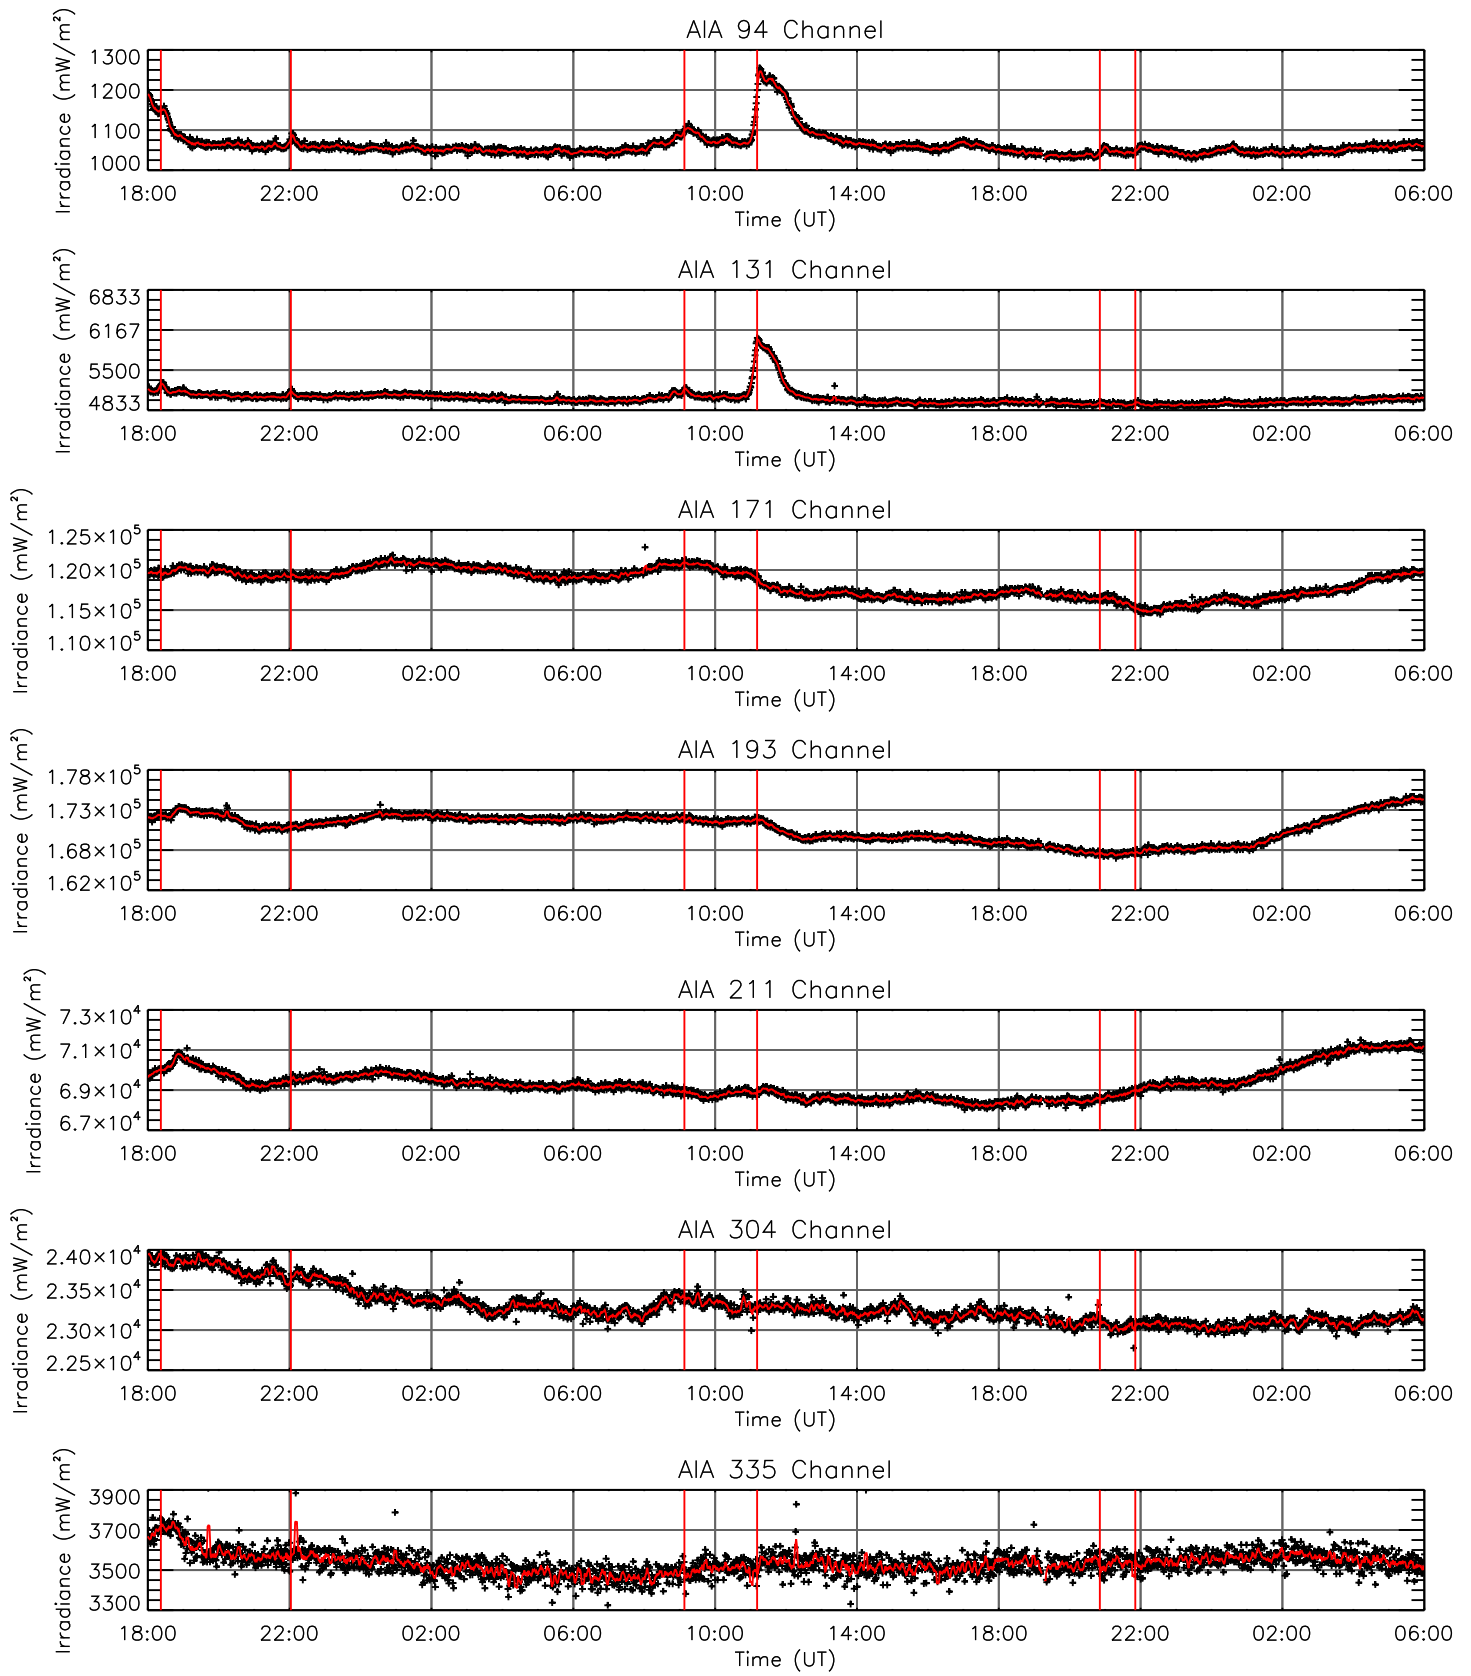 AIA 94 Channel
Irradiance (mW/m²)
1300
1200
1100
1000
18:00 22:00 02:00 06:00 10:00 14:00 18:00 22:00 02:00 06:00
Time (UT)
AIA 131 Channel
Irradiance (mW/m²)
6833
6167
5500
4833
18:00 22:00 02:00 06:00 10:00 14:00 18:00 22:00 02:00 06:00
Time (UT)
AIA 171 Channel
Irradiance (mW/m²)
1.25×10⁵
1.20×10⁵
1.15×10⁵
1.10×10⁵
18:00 22:00 02:00 06:00 10:00 14:00 18:00 22:00 02:00 06:00
Time (UT)
AIA 193 Channel
Irradiance (mW/m²)
1.78×10⁵
1.73×10⁵
1.68×10⁵
1.62×10⁵
18:00 22:00 02:00 06:00 10:00 14:00 18:00 22:00 02:00 06:00
Time (UT)
AIA 211 Channel
Irradiance (mW/m²)
7.3×10⁴
7.1×10⁴
6.9×10⁴
6.7×10⁴
18:00 22:00 02:00 06:00 10:00 14:00 18:00 22:00 02:00 06:00
Time (UT)
AIA 304 Channel
Irradiance (mW/m²)
2.40×10⁴
2.35×10⁴
2.30×10⁴
2.25×10⁴
18:00 22:00 02:00 06:00 10:00 14:00 18:00 22:00 02:00 06:00
Time (UT)
AIA 335 Channel
Irradiance (mW/m²)
3900
3700
3500
3300
18:00 22:00 02:00 06:00 10:00 14:00 18:00 22:00 02:00 06:00
Time (UT)